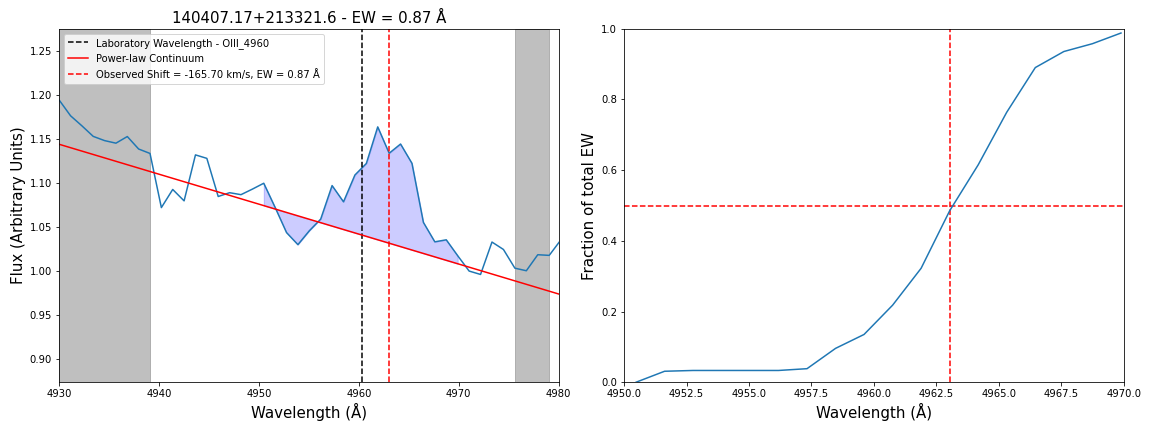 140407.17+213321.6 - EW = 0.87 Å
Laboratory Wavelength - OIII_4960
Power-law Continuum
Observed Shift = -165.70 km/s, EW = 0.87 Å
Flux (Arbitrary Units)
1.25
1.20
1.15
1.10
1.05
1.00
0.95
0.90
4930 4940 4950 4960 4970 4980
Wavelength (Å)
Fraction of total EW
1.0
0.8
0.6
0.4
0.2
0.0
4950.0 4952.5 4955.0 4957.5 4960.0 4962.5 4965.0 4967.5 4970.0
Wavelength (Å)